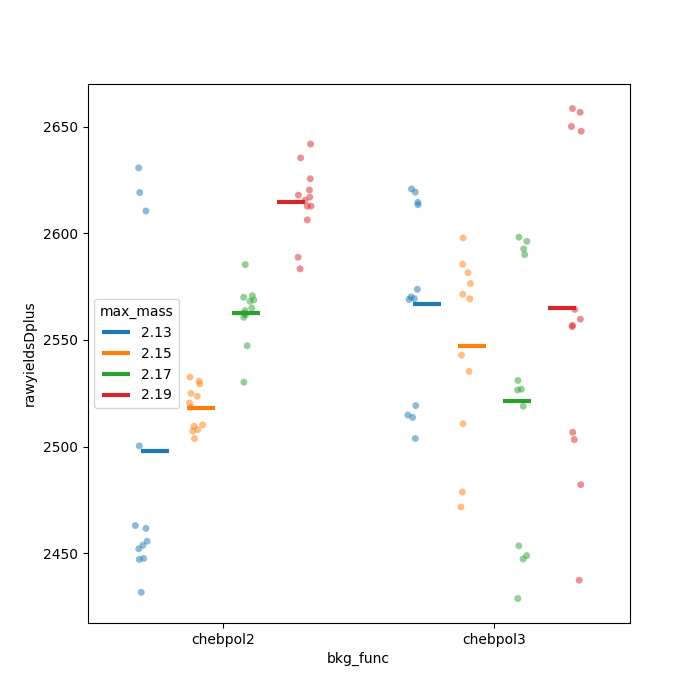 2650
2600
2550
2500
2450
rawyieldsDplus
max_mass
2.13
2.15
2.17
2.19
chebpol2
chebpol3
bkg_func